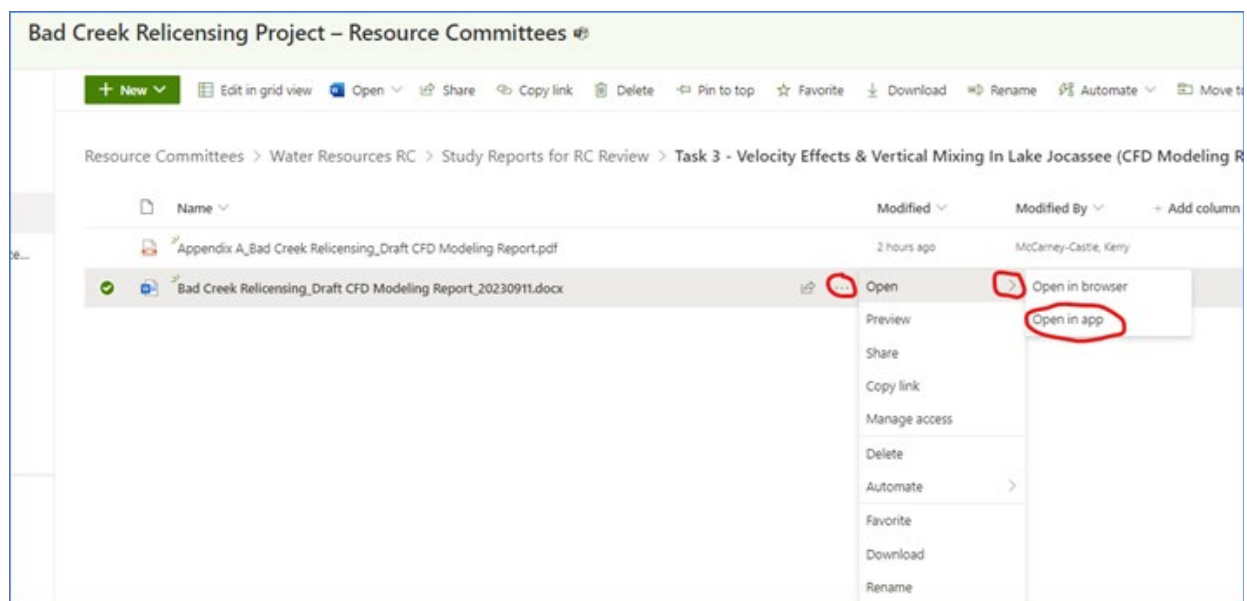 Bad Creek Relicensing Project – Resource Committees
+ New Edit in grid view Open Share Copy link Delete Pin to top Favorite Download Rename Automate Move to
Resource Committees > Water Resources RC > Study Reports for RC Review > Task 3 - Velocity Effects & Vertical Mixing In Lake Jocassee (CFD Modeling R
Name Modified Modified By + Add column
Appendix A_Bad Creek Relicensing_Draft CFD Modeling Report.pdf 2 hours ago McCarney-Castle, Kerry
Bad Creek Relicensing_Draft CFD Modeling Report_20230911.docx ... Open > Open in browser
Preview Open in app
Share
Copy link
Manage access
Delete
Automate >
Favorite
Download
Rename